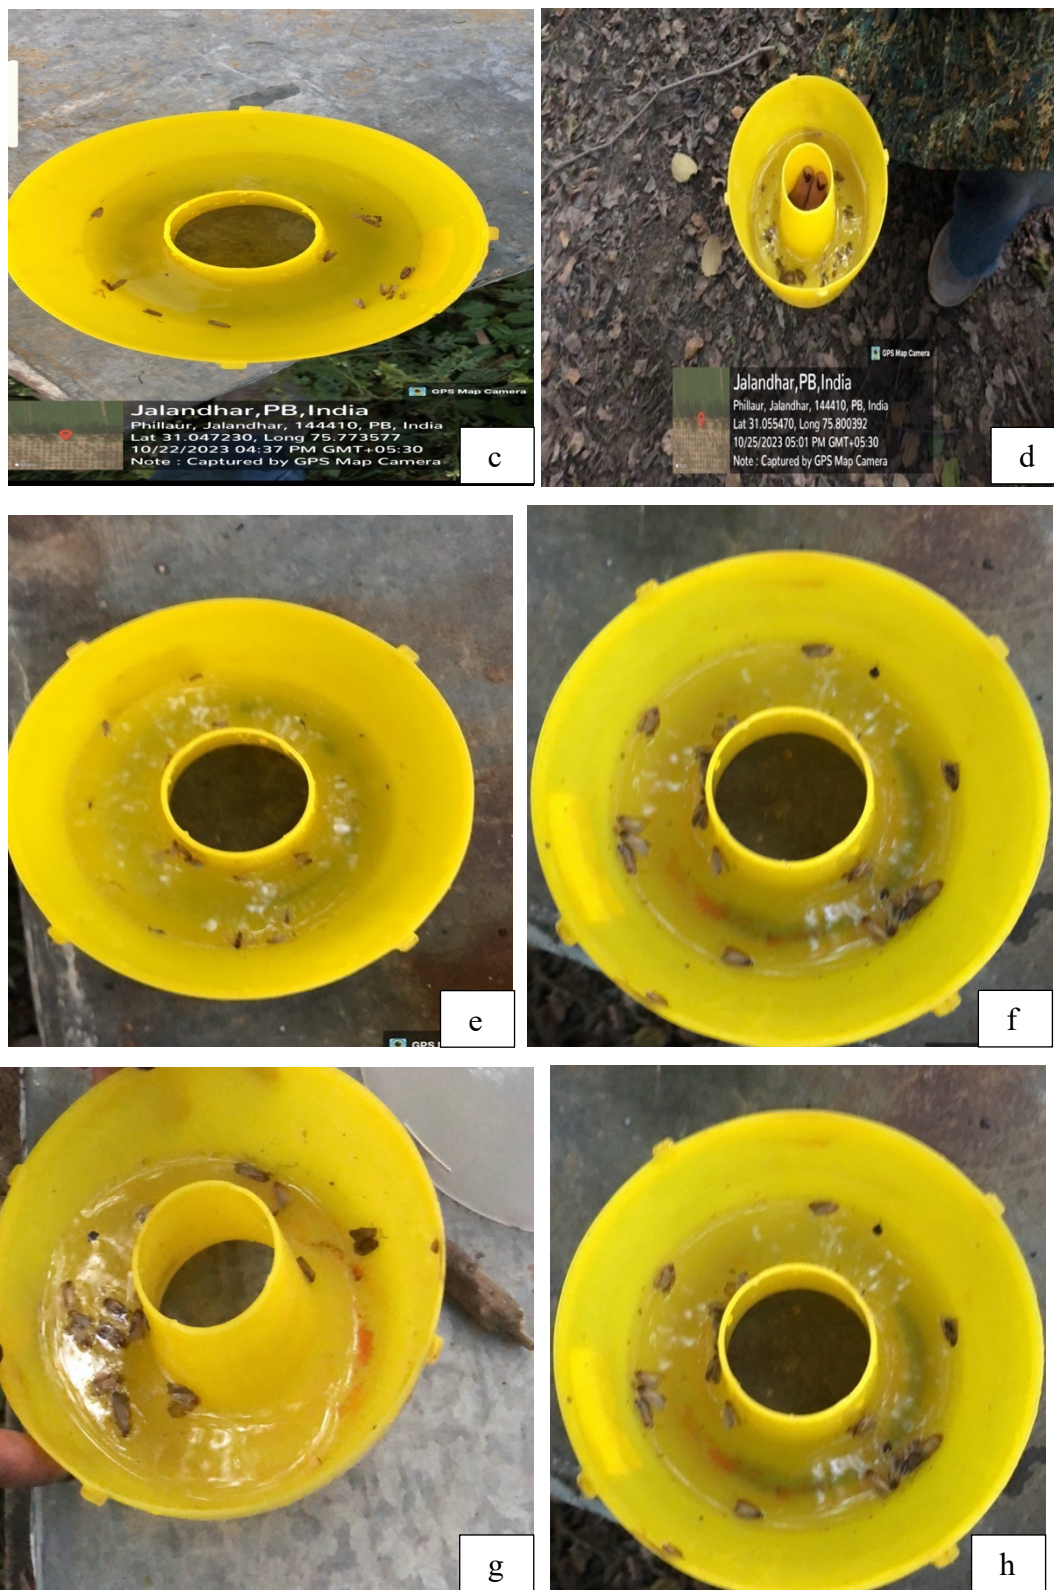 GPS Map Camera
Jalandhar,PB,India
Phillaur, Jalandhar, 144410, PB, India
Lat 31.047230, Long 75.773577
10/22/2023 04:37 PM GMT+05:30
Note : Captured by GPS Map Camera
c
GPS Map Camera
Jalandhar,PB,India
Phillaur, Jalandhar, 144410, PB, India
Lat 31.055470, Long 75.800392
10/25/2023 05:01 PM GMT+05:30
Note : Captured by GPS Map Camera
d
GPS
e
f
g
h